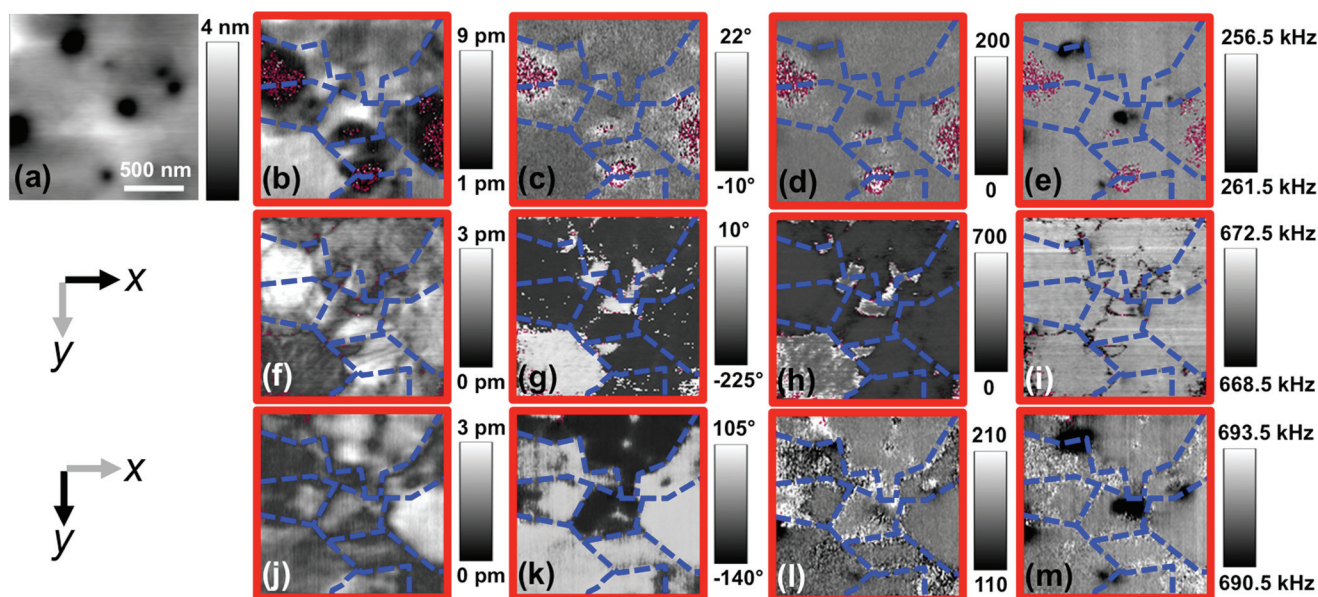 4 nm
(a)
500 nm
(b)
9 pm
1 pm
(c)
22°
-10°
(d)
200
0
(e)
256.5 kHz
261.5 kHz
x
y
(f)
3 pm
0 pm
(g)
10°
-225°
(h)
700
0
(i)
672.5 kHz
668.5 kHz
x
y
(j)
3 pm
0 pm
(k)
105°
-140°
(l)
210
110
(m)
693.5 kHz
690.5 kHz